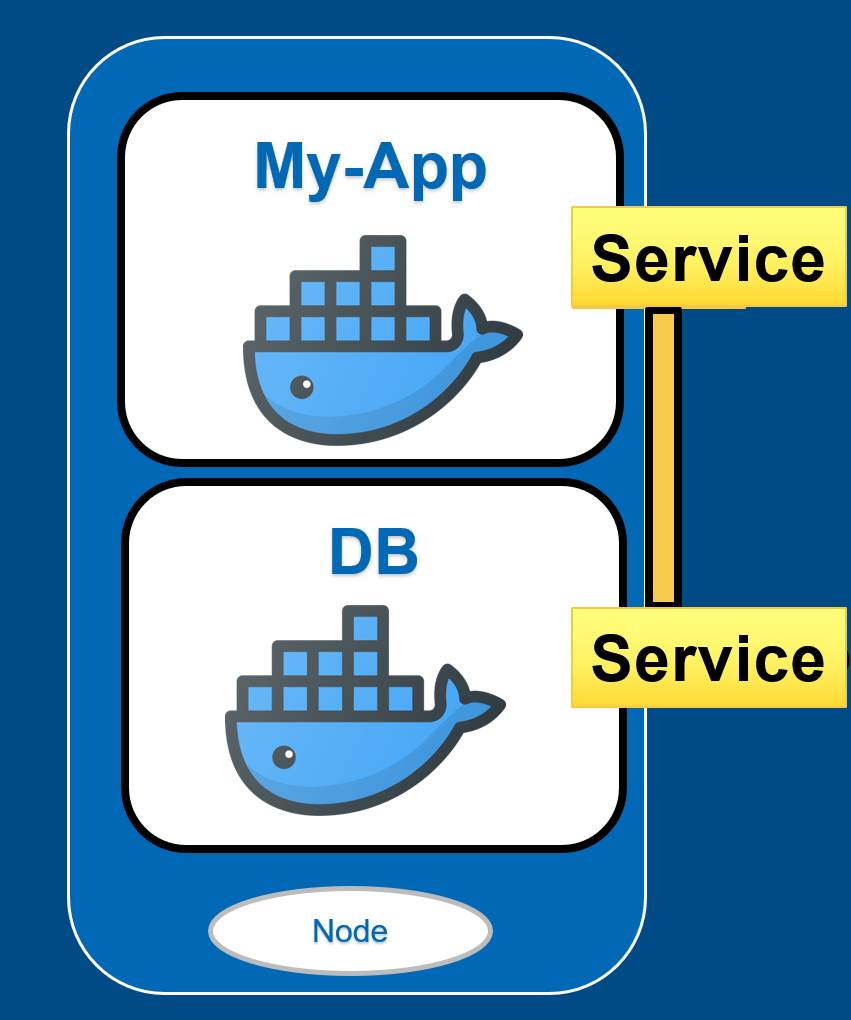 My-App
Service
DB
Service
Node